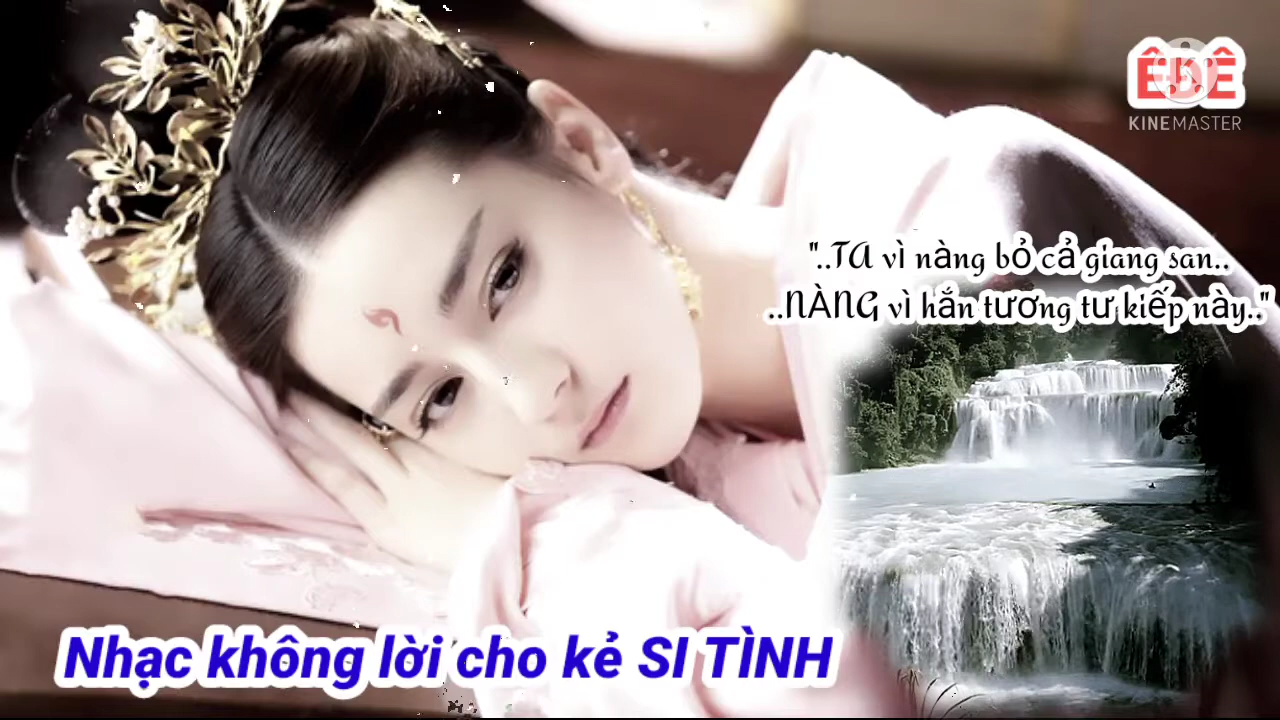 ÊĐÊ
KINEMASTER
"..TA vì nàng bỏ cả giang san..
..NÀNG vì hắn tương tư kiếp này.."
Nhạc không lời cho kẻ SI TÌNH